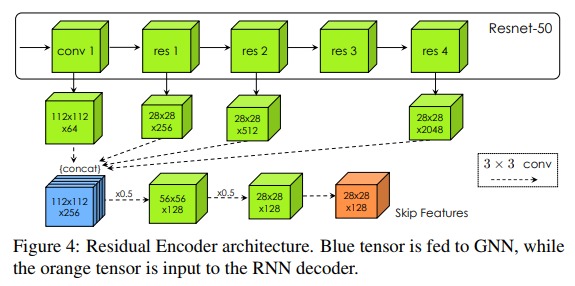 Resnet-50
conv 1
res 1
res 2
res 3
res 4
112x112
x64
28x28
x256
28x28
x512
28x28
x2048
{concat}
3 × 3 conv
112x112
x256
x0.5
56x56
x128
x0.5
28x28
x128
28x28
x128
Skip Features
Figure 4: Residual Encoder architecture. Blue tensor is fed to GNN, while
the orange tensor is input to the RNN decoder.